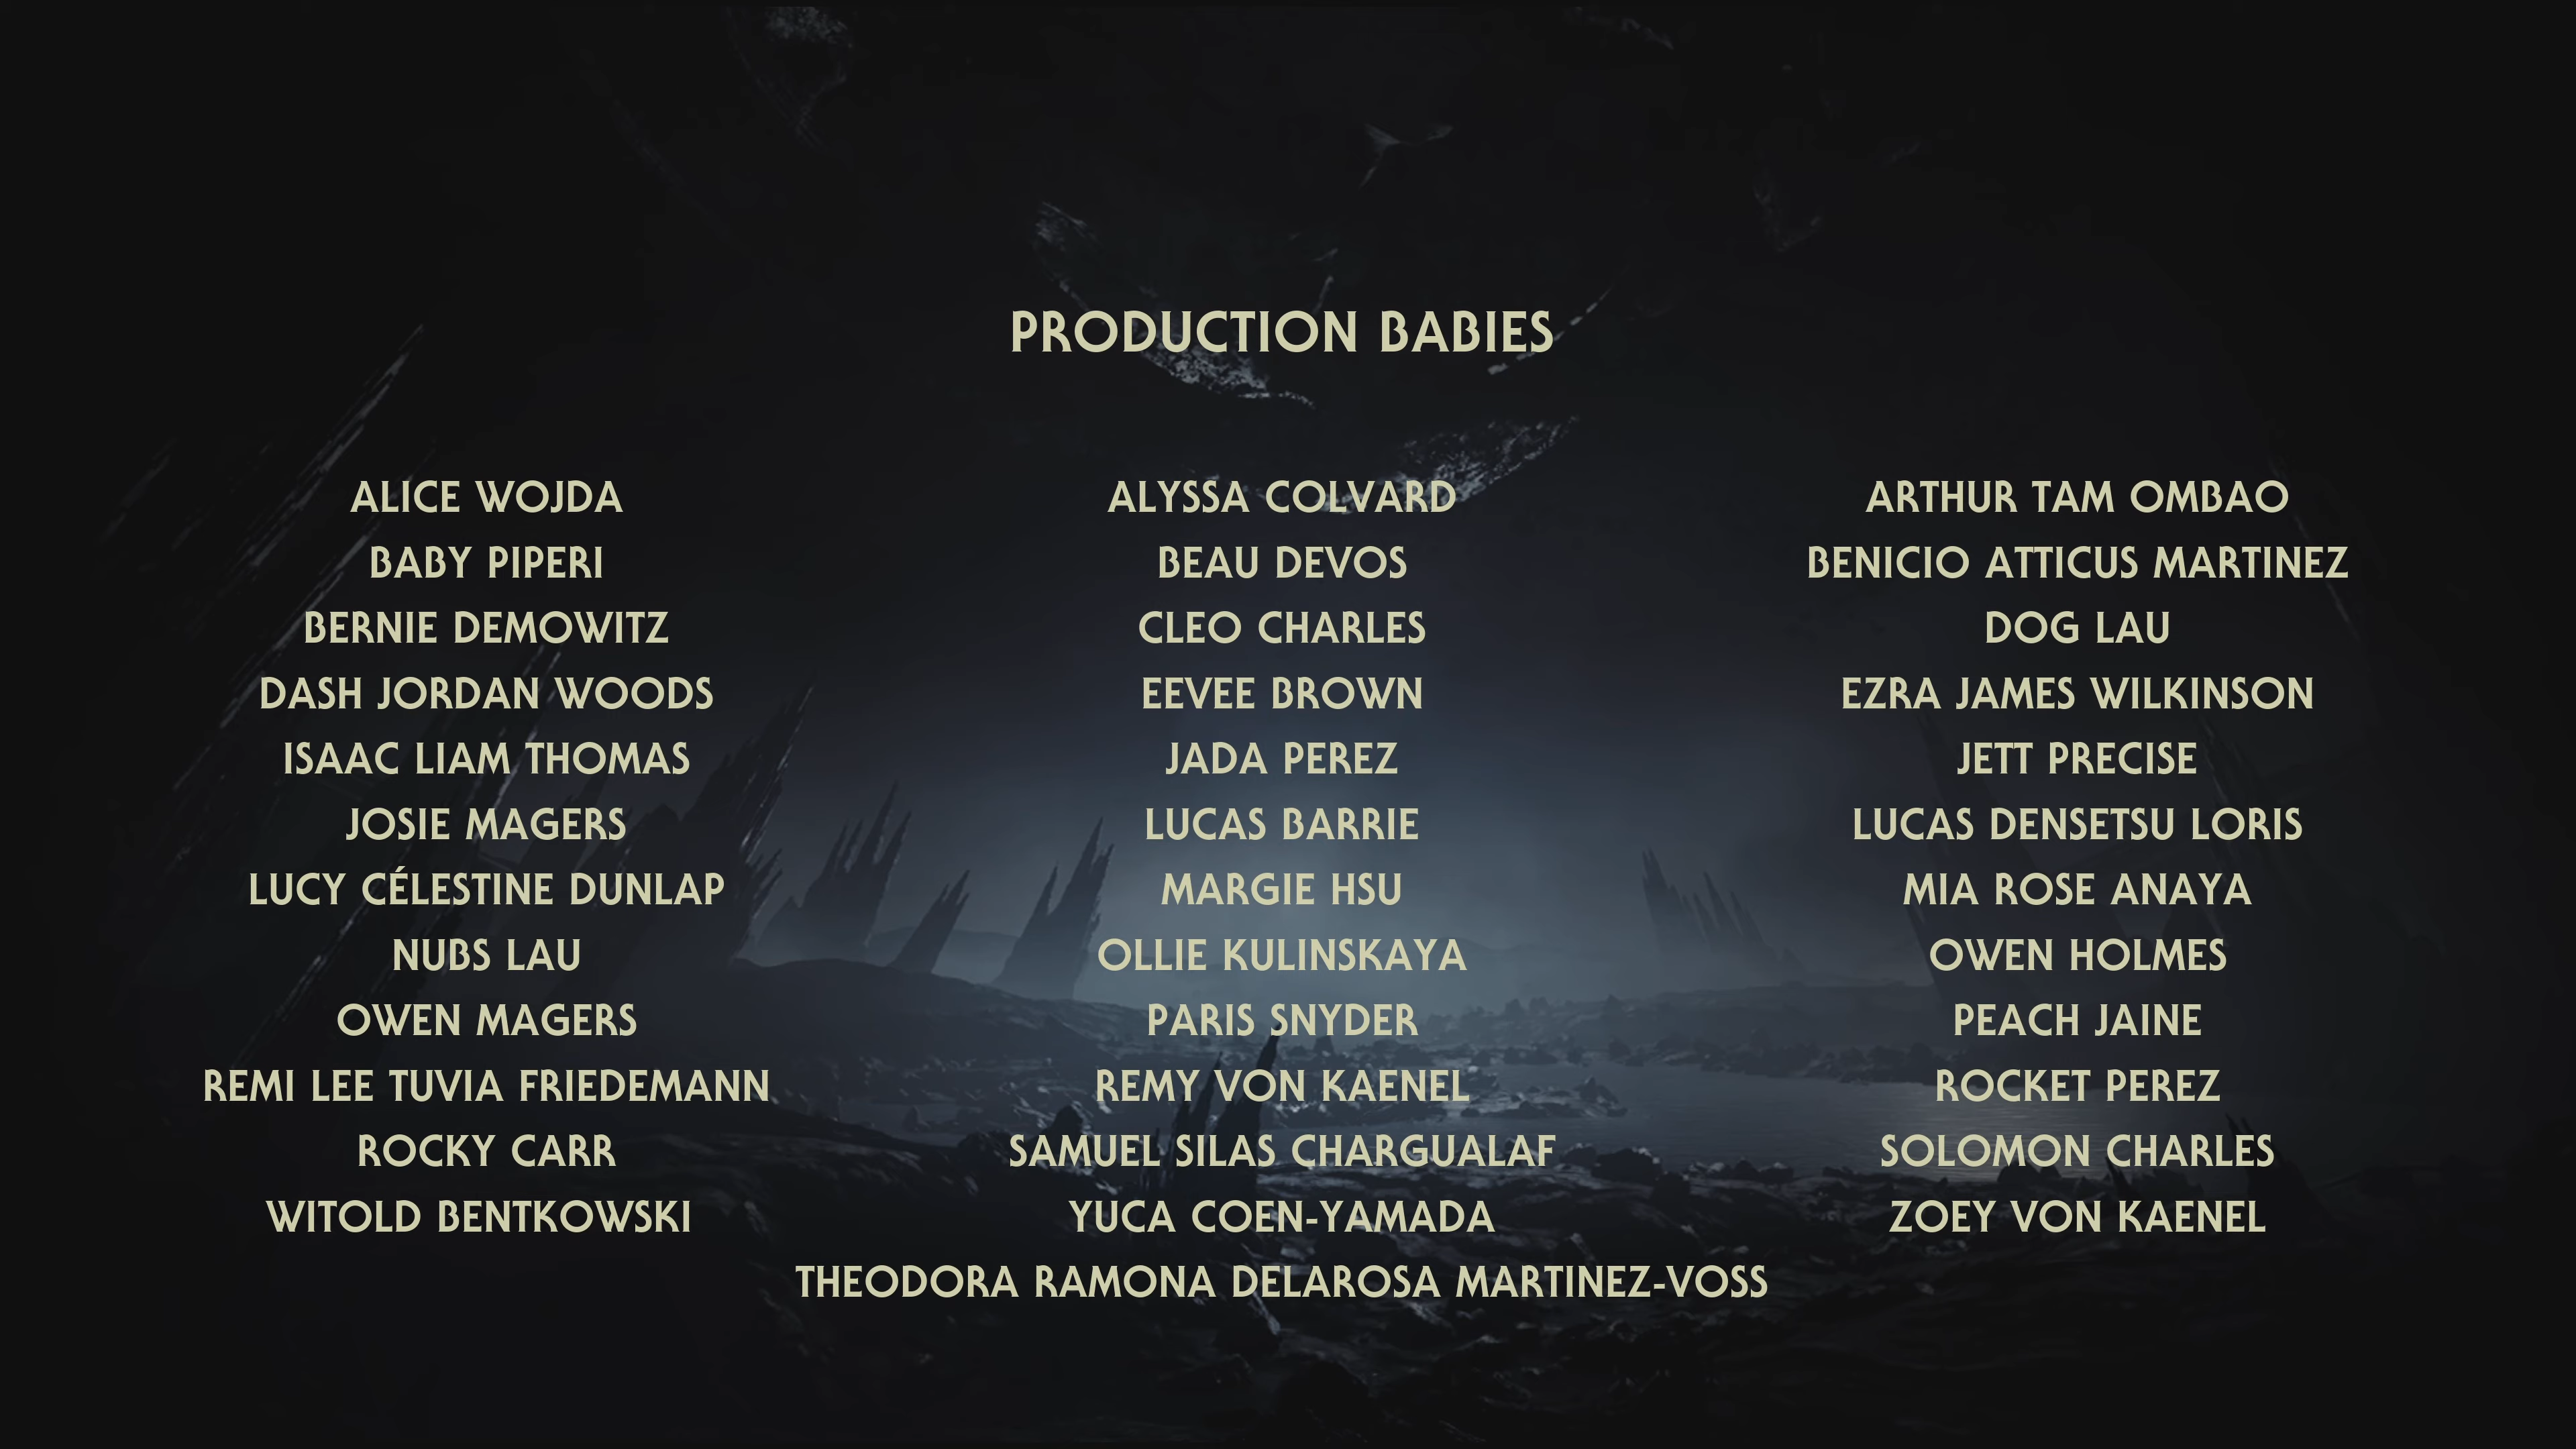 PRODUCTION BABIES
ALICE WOJDA ALYSSA COLVARD ARTHUR TAM OMBAO
BABY PIPERI BEAU DEVOS BENICIO ATTICUS MARTINEZ
BERNIE DEMOWITZ CLEO CHARLES DOG LAU
DASH JORDAN WOODS EEVEE BROWN EZRA JAMES WILKINSON
ISAAC LIAM THOMAS JADA PEREZ JETT PRECISE
JOSIE MAGERS LUCAS BARRIE LUCAS DENSETSU LORIS
LUCY CÉLESTINE DUNLAP MARGIE HSU MIA ROSE ANAYA
NUBS LAU OLLIE KULINSKAYA OWEN HOLMES
OWEN MAGERS PARIS SNYDER PEACH JAINE
REMI LEE TUVIA FRIEDEMANN REMY VON KAENEL ROCKET PEREZ
ROCKY CARR SAMUEL SILAS CHARGUALAF SOLOMON CHARLES
WITOLD BENTKOWSKI YUCA COEN-YAMADA ZOEY VON KAENEL
THEODORA RAMONA DELAROSA MARTINEZ-VOSS